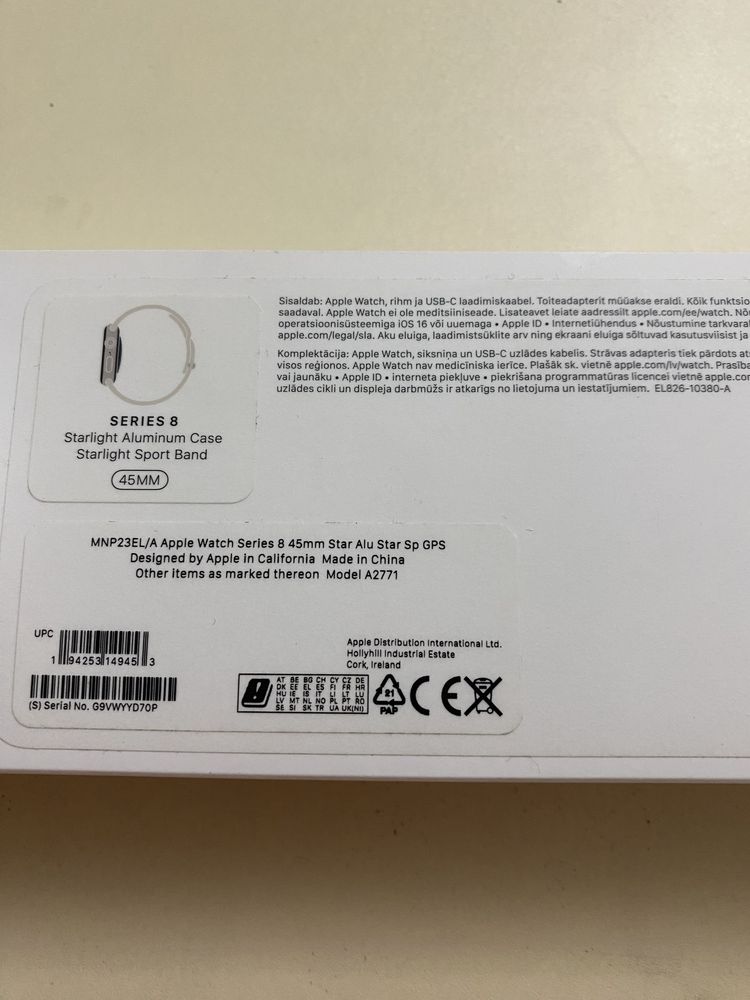 SERIES 8
Starlight Aluminum Case
Starlight Sport Band
45MM
Sisaldab: Apple Watch, rihm ja USB-C laadimiskaabel. Toiteadapterit müüakse eraldi. Kõik funktsio
saadaval. Apple Watch ei ole meditsiiniseade. Lisateavet leiate aadressilt apple.com/ee/watch. Nõu
operatsioonisüsteemiga iOS 16 või uuemaga • Apple ID • Internetiühendus • Nõustumine tarkvaral
apple.com/legal/sla. Aku eluiga, laadimistsüklite arv ning ekraani eluiga sõltuvad kasutusviisist ja
Komplektācija: Apple Watch, siksniņa un USB-C uzlādes kabelis. Strāvas adapteris tiek pārdots ats
visos reģionos. Apple Watch nav medicīniska ierīce. Plašāk sk. vietnē apple.com/lv/watch. Prasība
vai jaunāku • Apple ID • interneta piekļuve • piekrišana programmatūras licencei vietnē apple.com
uzlādes cikli un displeja darbmūžs ir atkarīgs no lietojuma un iestatījumiem. EL826-10380-A
MNP23EL/A Apple Watch Series 8 45mm Star Alu Star Sp GPS
Designed by Apple in California Made in China
Other items as marked thereon Model A2771
UPC
1 94253 14945 3
(S) Serial No. G9VWYYD70P
Apple Distribution International Ltd.
Hollyhill Industrial Estate
Cork, Ireland
AT BE BG CH CY CZ DE
DK EE EL ES FI FR HR
HU IE IS IT LI LT LU
LV MT NL NO PL PT RO
SE SI SK TR UA UK(NI)
21
PAP
CE